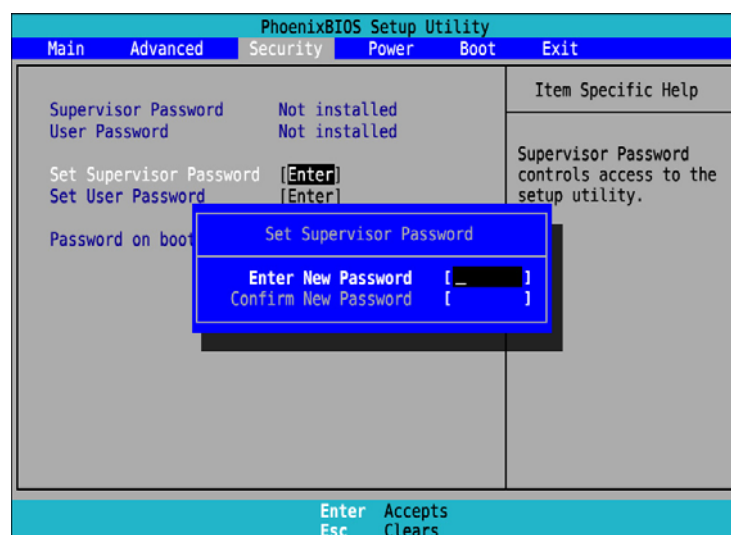 PhoenixBIOS Setup Utility
Main Advanced Security Power Boot Exit
Item Specific Help
Supervisor Password Not installed
User Password Not installed
Supervisor Password
controls access to the
setup utility.
Set Supervisor Password [Enter]
Set User Password [Enter]
Password on boot
Set Supervisor Password
Enter New Password [_ ]
Confirm New Password [ ]
Enter Accepts
Esc Clears